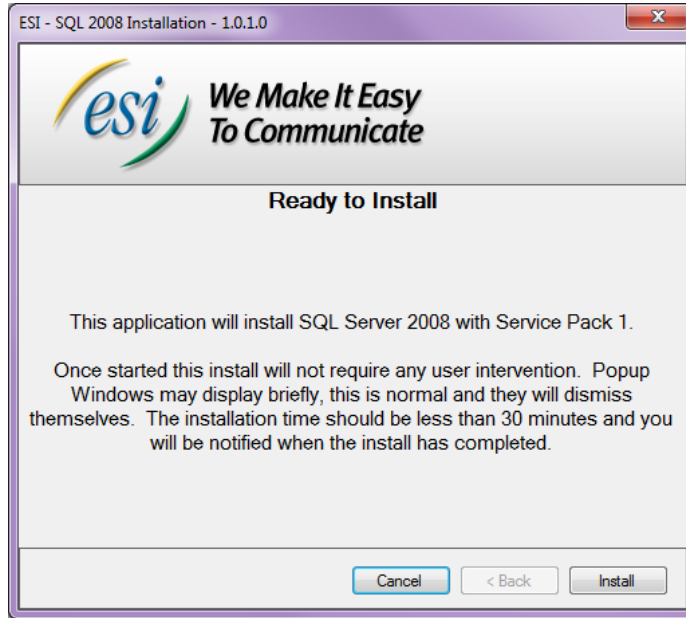 ESI - SQL 2008 Installation - 1.0.1.0
esi
We Make It Easy
To Communicate
Ready to Install
This application will install SQL Server 2008 with Service Pack 1.
Once started this install will not require any user intervention.  Popup
Windows may display briefly, this is normal and they will dismiss
themselves.  The installation time should be less than 30 minutes and you
will be notified when the install has completed.
Cancel
< Back
Install